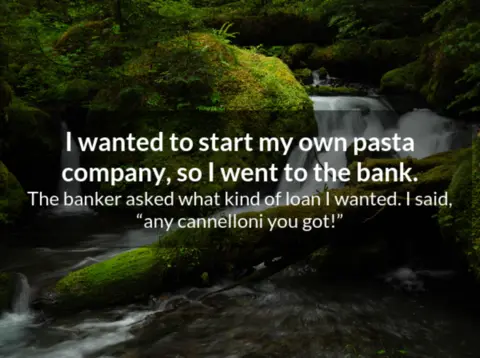 I wanted to start my own pasta
company, so I went to the bank.
The banker asked what kind of loan I wanted. I said,
“any cannelloni you got!”